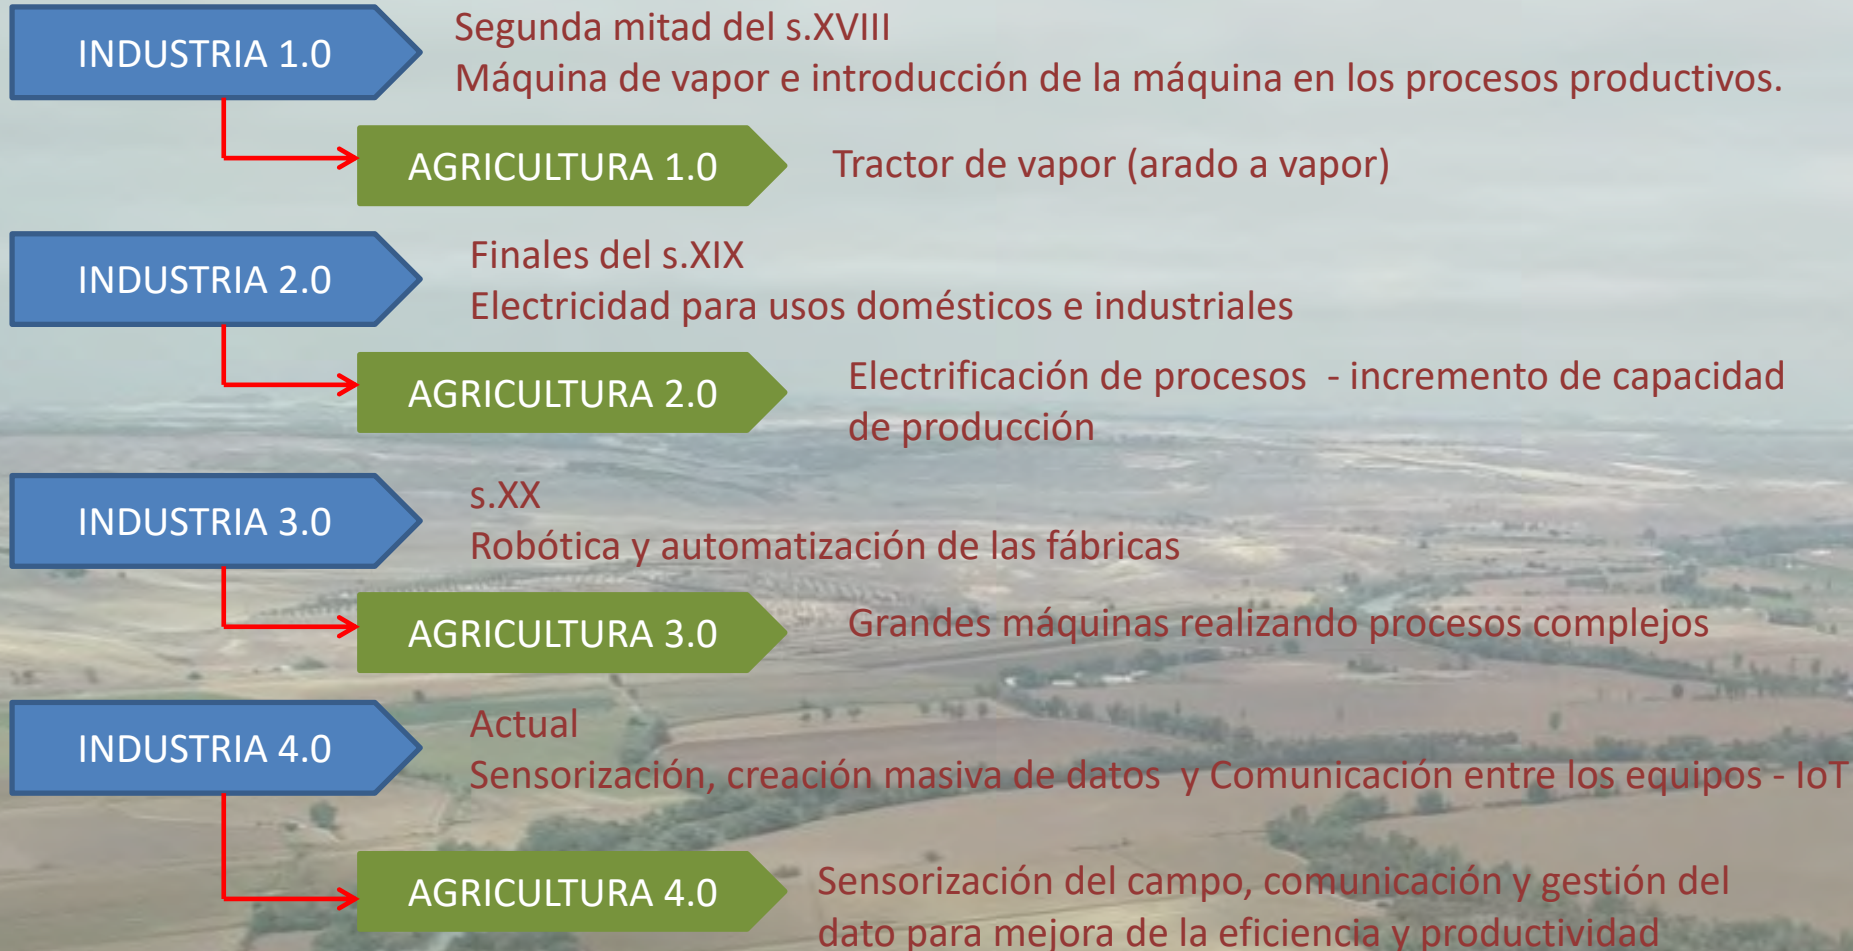 INDUSTRIA 1.0
Segunda mitad del s.XVIII
Máquina de vapor e introducción de la máquina en los procesos productivos.
AGRICULTURA 1.0
Tractor de vapor (arado a vapor)
INDUSTRIA 2.0
Finales del s.XIX
Electricidad para usos domésticos e industriales
AGRICULTURA 2.0
Electrificación de procesos - incremento de capacidad
de producción
INDUSTRIA 3.0
s.XX
Robótica y automatización de las fábricas
AGRICULTURA 3.0
Grandes máquinas realizando procesos complejos
INDUSTRIA 4.0
Actual
Sensorización, creación masiva de datos y Comunicación entre los equipos - IoT
AGRICULTURA 4.0
Sensorización del campo, comunicación y gestión del
dato para mejora de la eficiencia y productividad